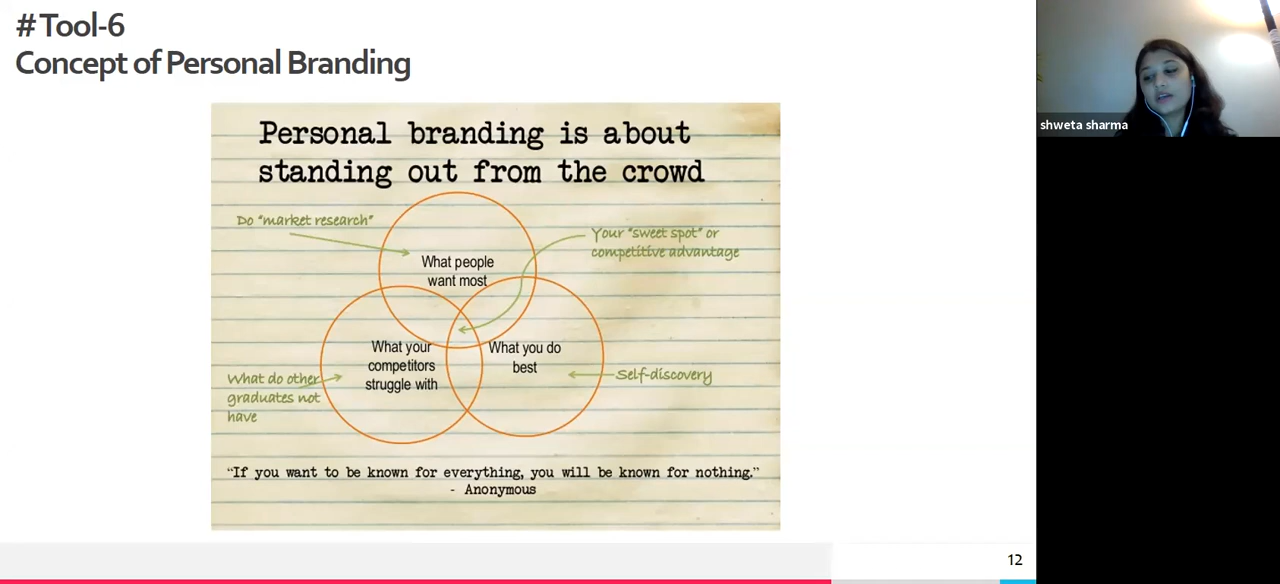 # Tool-6
Concept of Personal Branding
shweta sharma
Personal branding is about
standing out from the crowd
Do "market research"
Your "sweet spot" or
competitive advantage
What people
want most
What your
competitors
struggle with
What you do
best
What do other
graduates not
have
Self-discovery
"If you want to be known for everything, you will be known for nothing."
- Anonymous
12